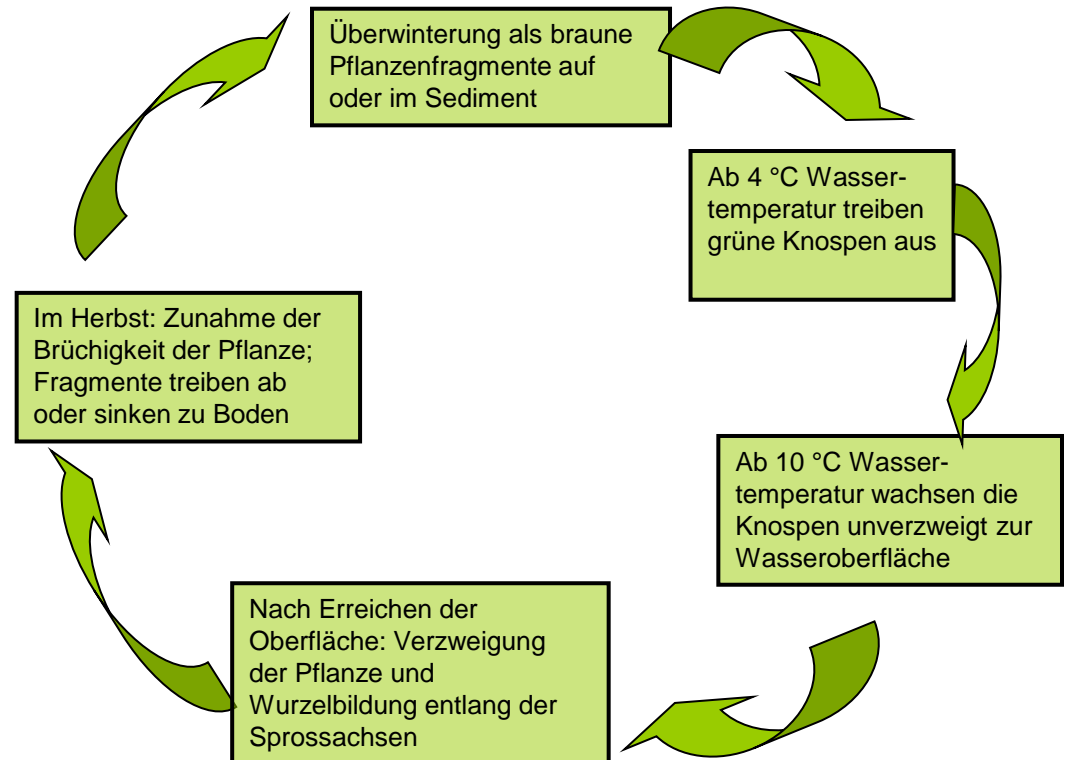 Überwinterung als braune
Pflanzenfragmente auf
oder im Sediment
Ab 4 °C Wasser-
temperatur treiben
grüne Knospen aus
Ab 10 °C Wasser-
temperatur wachsen die
Knospen unverzweigt zur
Wasseroberfläche
Nach Erreichen der
Oberfläche: Verzweigung
der Pflanze und
Wurzelbildung entlang der
Sprossachsen
Im Herbst: Zunahme der
Brüchigkeit der Pflanze;
Fragmente treiben ab
oder sinken zu Boden